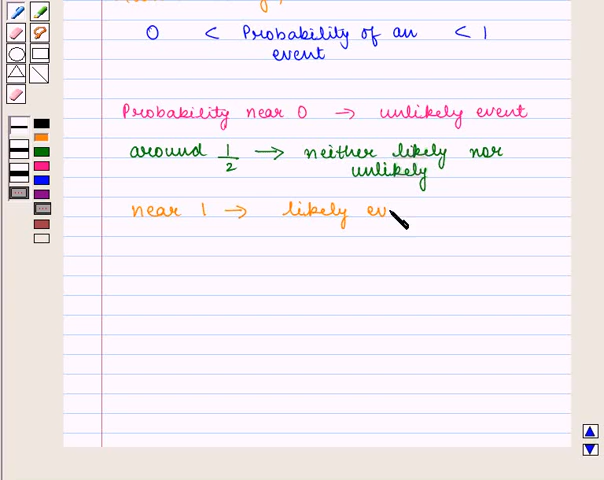 0 < Probability of an < 1
event
Probability near 0 → unlikely event
around 1/2 → neither likely nor
unlikely
near 1 → likely ev